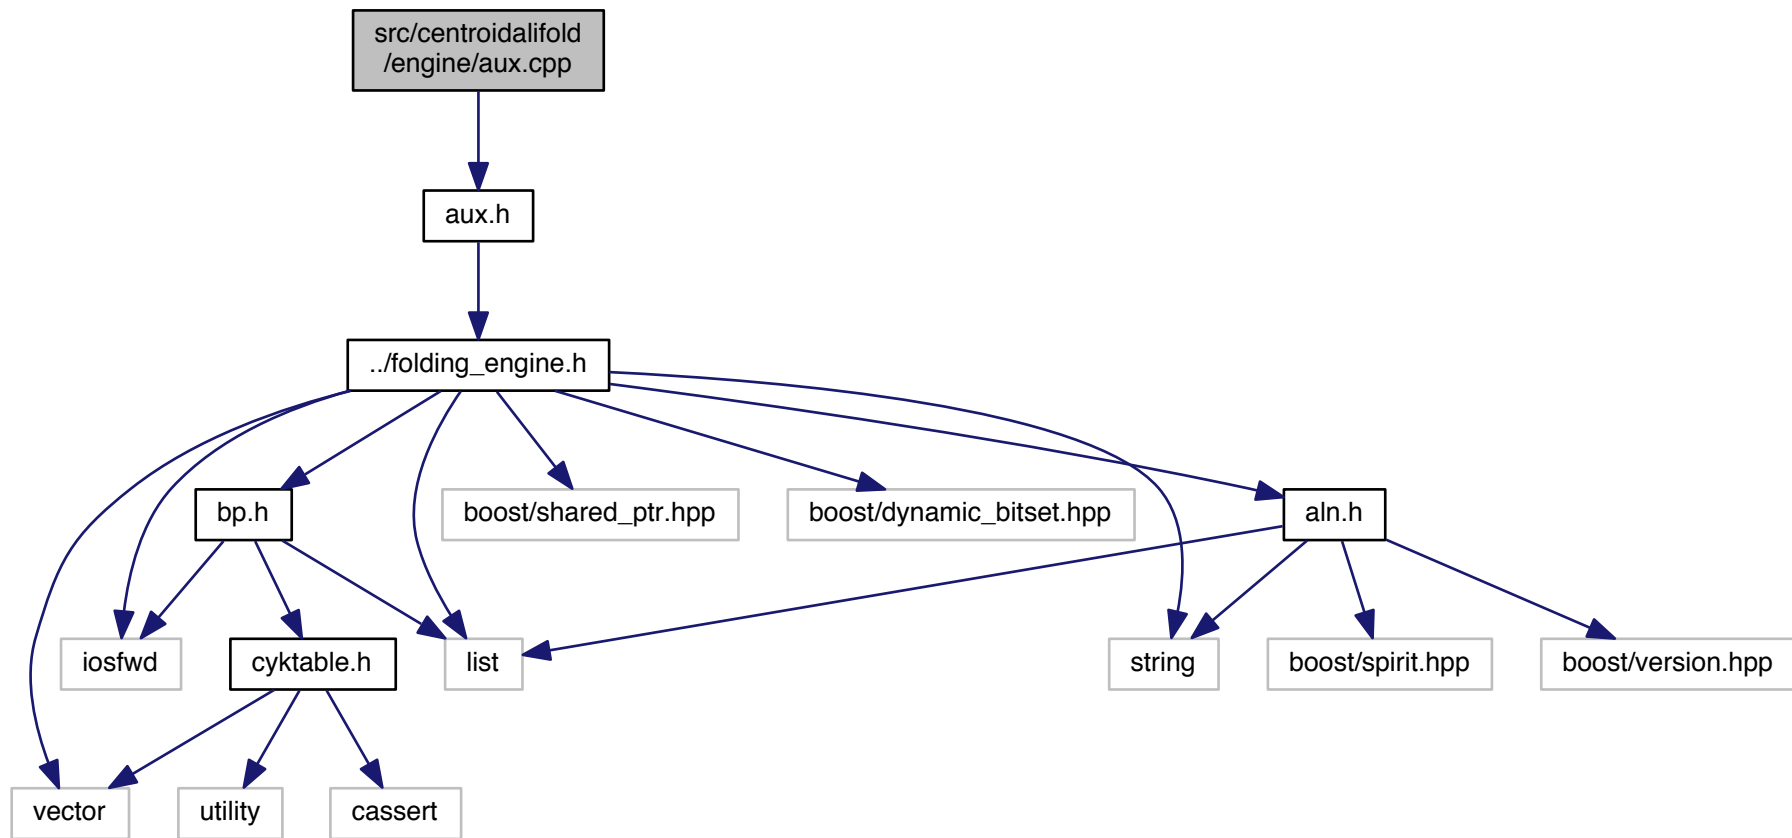 src/centroidalifold
/engine/aux.cpp
aux.h
../folding_engine.h
bp.h
boost/shared_ptr.hpp
boost/dynamic_bitset.hpp
aln.h
iosfwd
cyktable.h
list
string
boost/spirit.hpp
boost/version.hpp
vector
utility
cassert